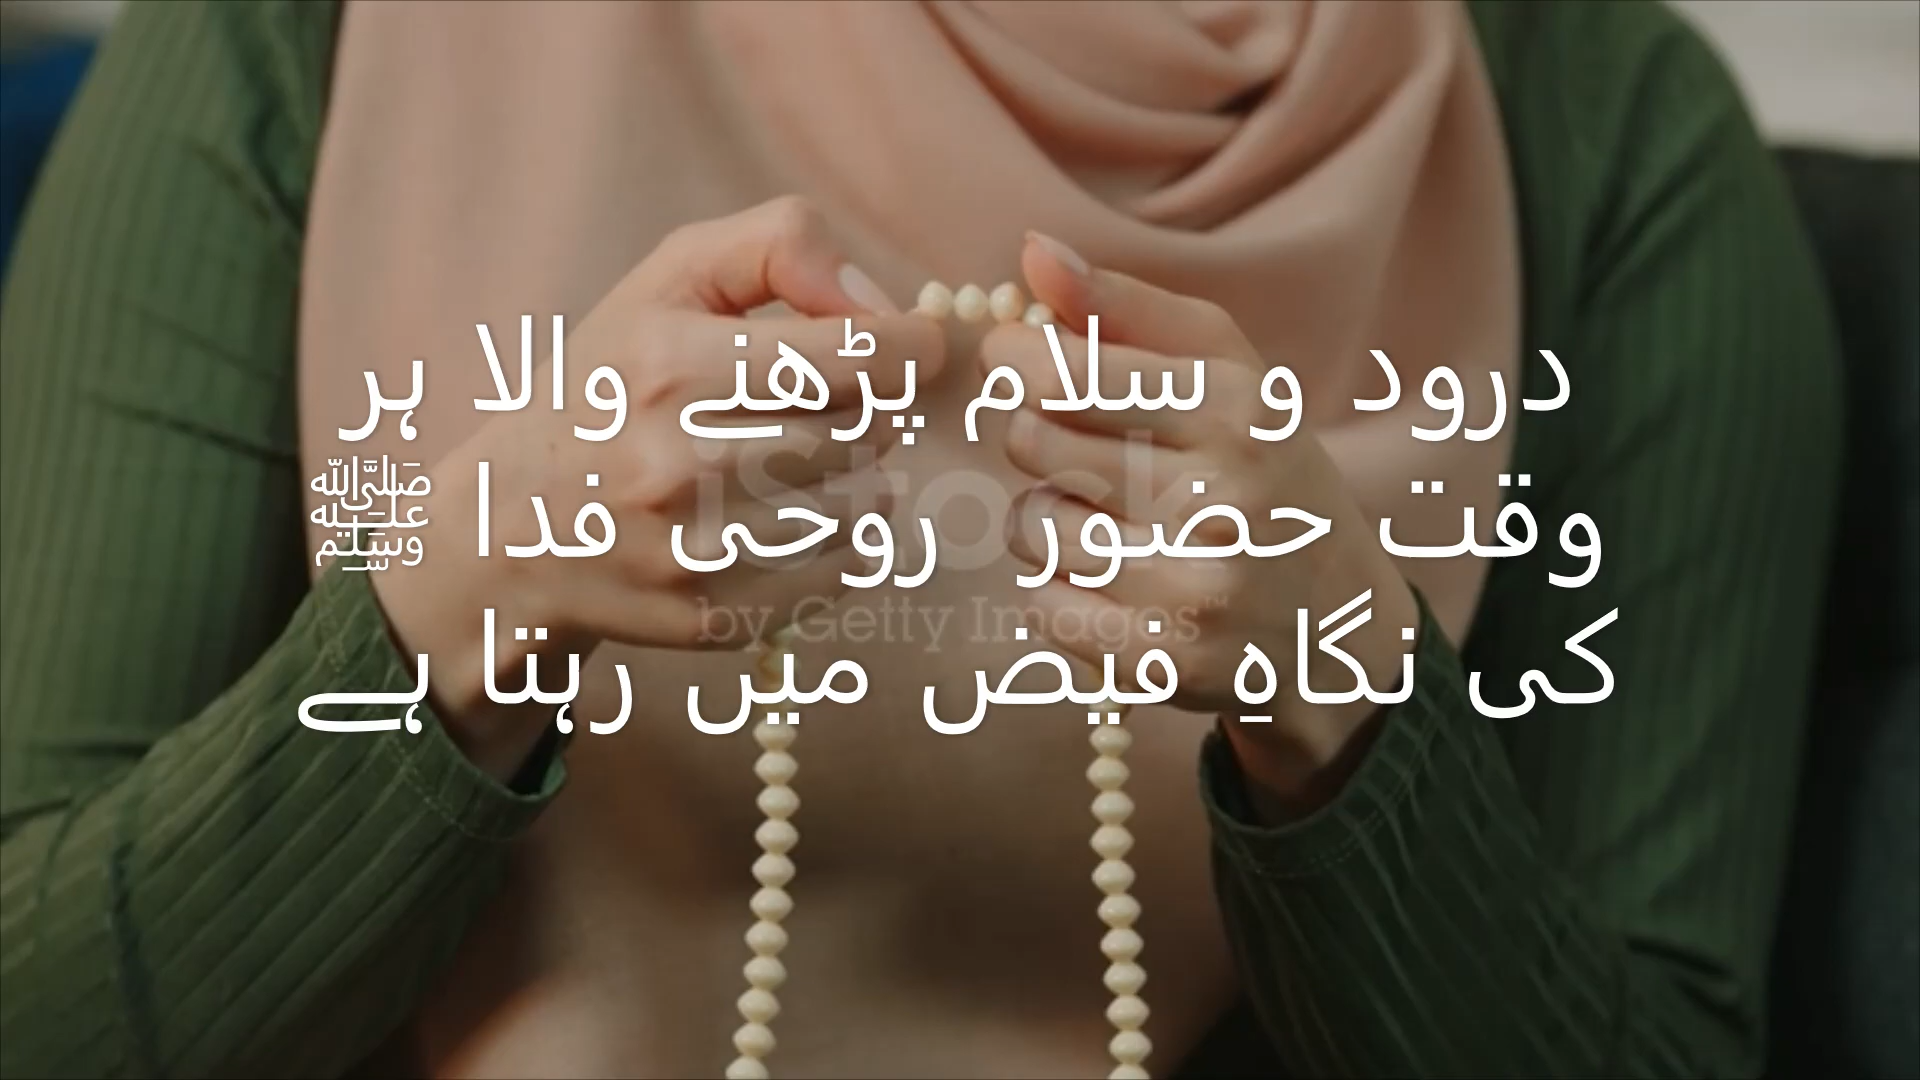 درود و سلام پڑھنے والا ہر
وقت حضور روحی فدا ﷺ
کی نگاہِ فیض میں رہتا ہے
iStock
by Getty Images™